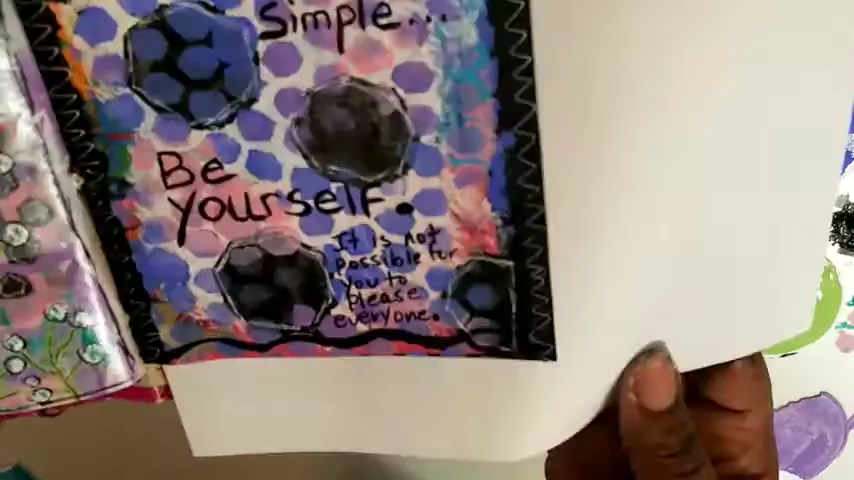 Simple...
Be
yourself.
It is not
possible for
you to
please
everyone.